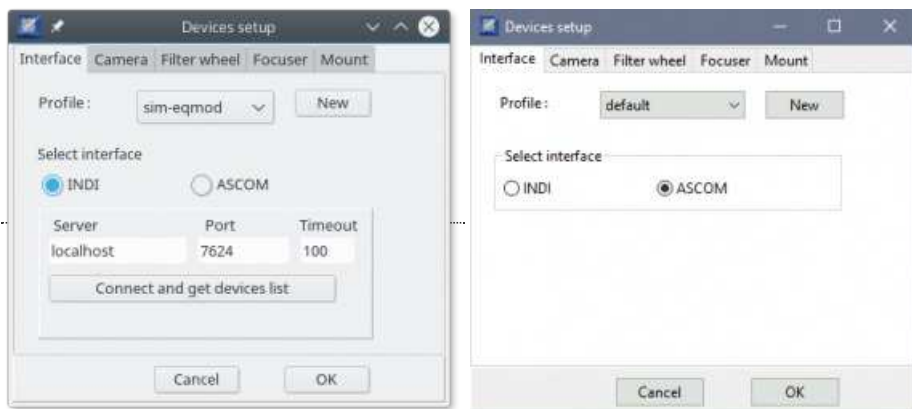 Devices setup
Interface Camera Filter wheel Focuser Mount
Profile: sim-eqmod New
Select interface
INDI ASCOM
Server Port Timeout
localhost 7624 100
Connect and get devices list
Cancel OK
Devices setup
Interface Camera Filter wheel Focuser Mount
Profile: default New
Select interface
INDI ASCOM
Cancel OK